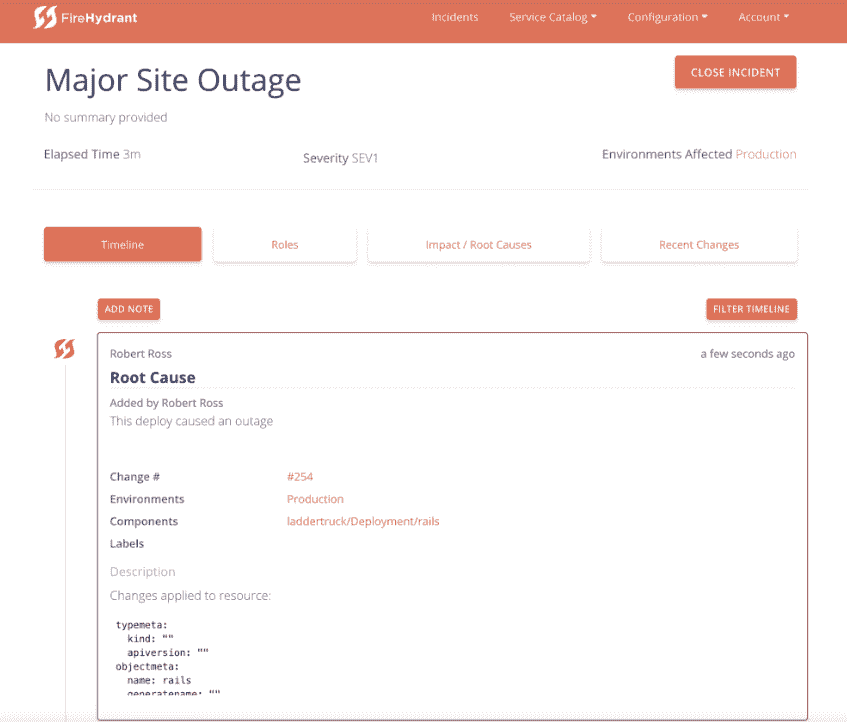 FireHydrant
Incidents Service Catalog Configuration Account
Major Site Outage
CLOSE INCIDENT
No summary provided
Elapsed Time 3m
Severity SEV1
Environments Affected Production
Timeline Roles Impact / Root Causes Recent Changes
ADD NOTE FILTER TIMELINE
Robert Ross a few seconds ago
Root Cause
Added by Robert Ross
This deploy caused an outage
Change # #254
Environments Production
Components laddertruck/Deployment/rails
Labels
Description
Changes applied to resource:
typemeta:
kind: ""
apiversion: ""
objectmeta:
name: rails
generatename: ""